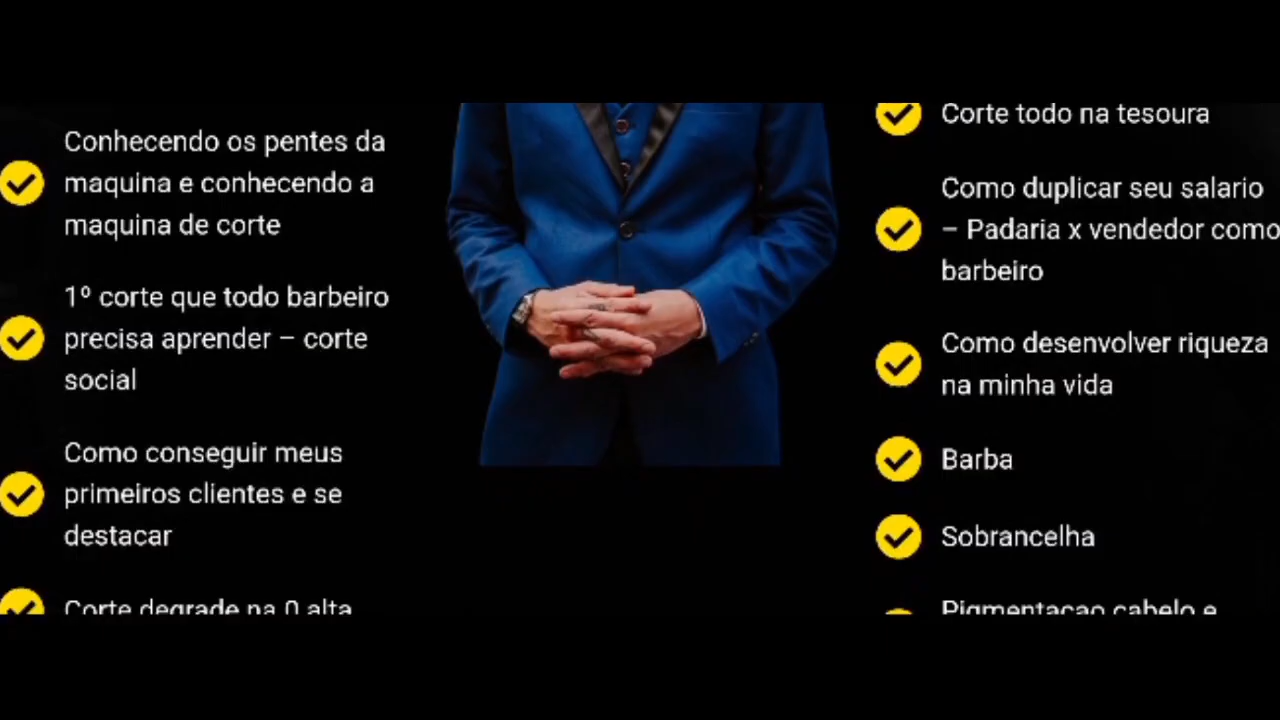 Conhecendo os pentes da
maquina e conhecendo a
maquina de corte
1º corte que todo barbeiro
precisa aprender – corte
social
Como conseguir meus
primeiros clientes e se
destacar
Corte degrade na 0 alta
Corte todo na tesoura
Como duplicar seu salario
– Padaria x vendedor como
barbeiro
Como desenvolver riqueza
na minha vida
Barba
Sobrancelha
Pigmentacao cabelo e